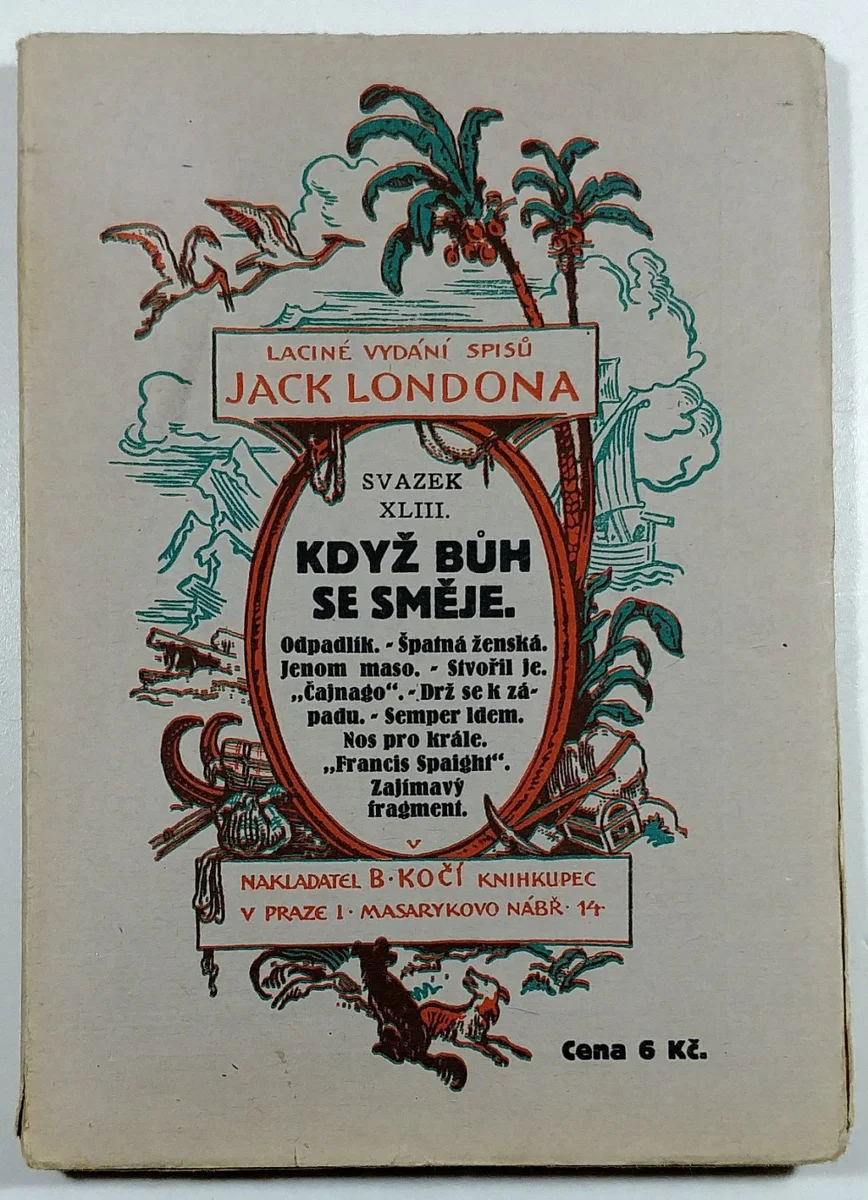 LACINÉ VYDÁNÍ SPISŮ
JACK LONDONA
SVAZEK
XLIII.
KDYŽ BŮH
SE SMĚJE.
Odpadlík. - Špatná ženská.
Jenom maso. - Stvořil je.
„Čajnago“. - Drž se k zá-
padu. - Semper Idem.
Nos pro krále.
„Francis Spaight“.
Zajímavý
fragment.
V
NAKLADATEL B · KOČÍ KNIHKUPEC
V PRAZE I · MASARYKOVO NÁBŘ · 14
Cena 6 Kč.